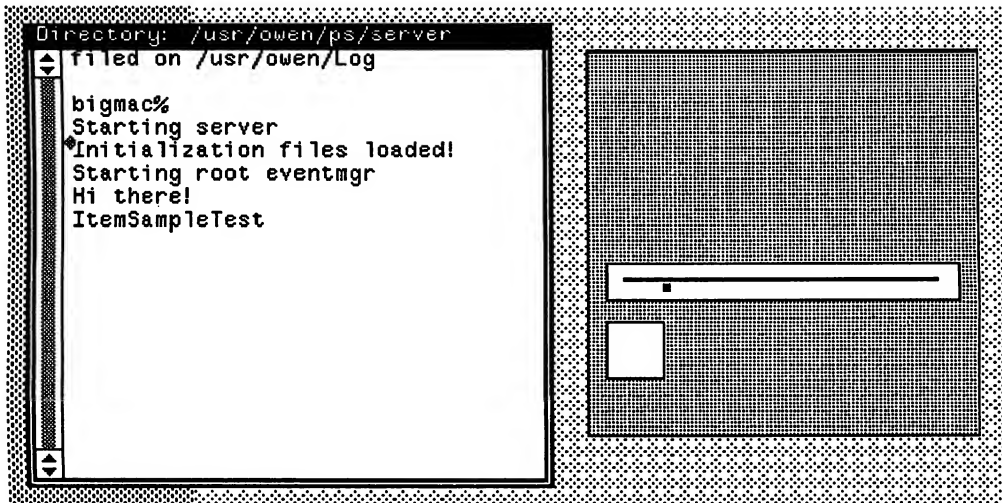 Directory: /usr/owen/ps/server
filed on /usr/owen/Log
bigmac%
Starting server
Initialization files loaded!
Starting root eventmgr
Hi there!
ItemSampleTest